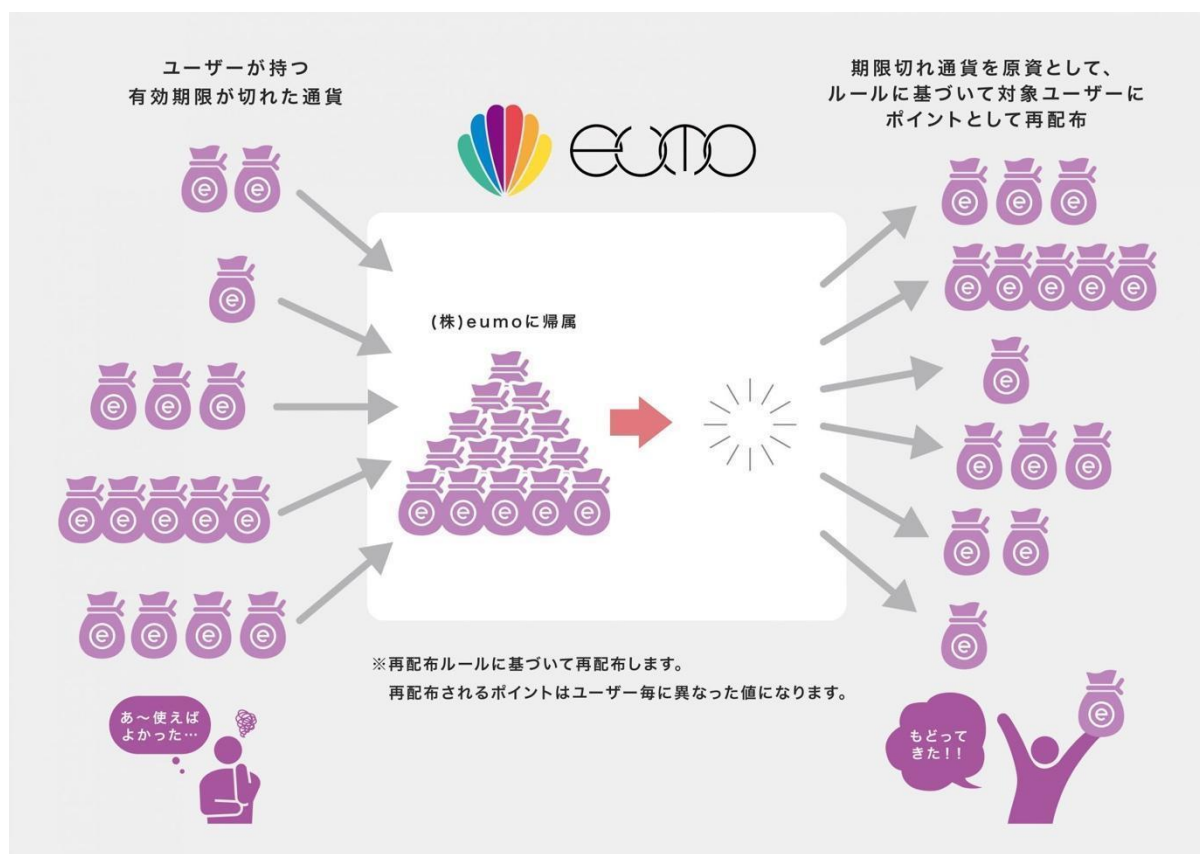 ユーザーが持つ
有効期限が切れた通貨
期限切れ通貨を原資として、
ルールに基づいて対象ユーザーに
ポイントとして再配布
eumo
(株)eumoに帰属
e e
e
e e e
e e e e e
e e e e
e e e e e
e e e
e e e e e
e
e e e
e e
e
※再配布ルールに基づいて再配布します。
再配布されるポイントはユーザー毎に異なった値になります。
あ〜使えば
よかった…
e
もどって
きた!!